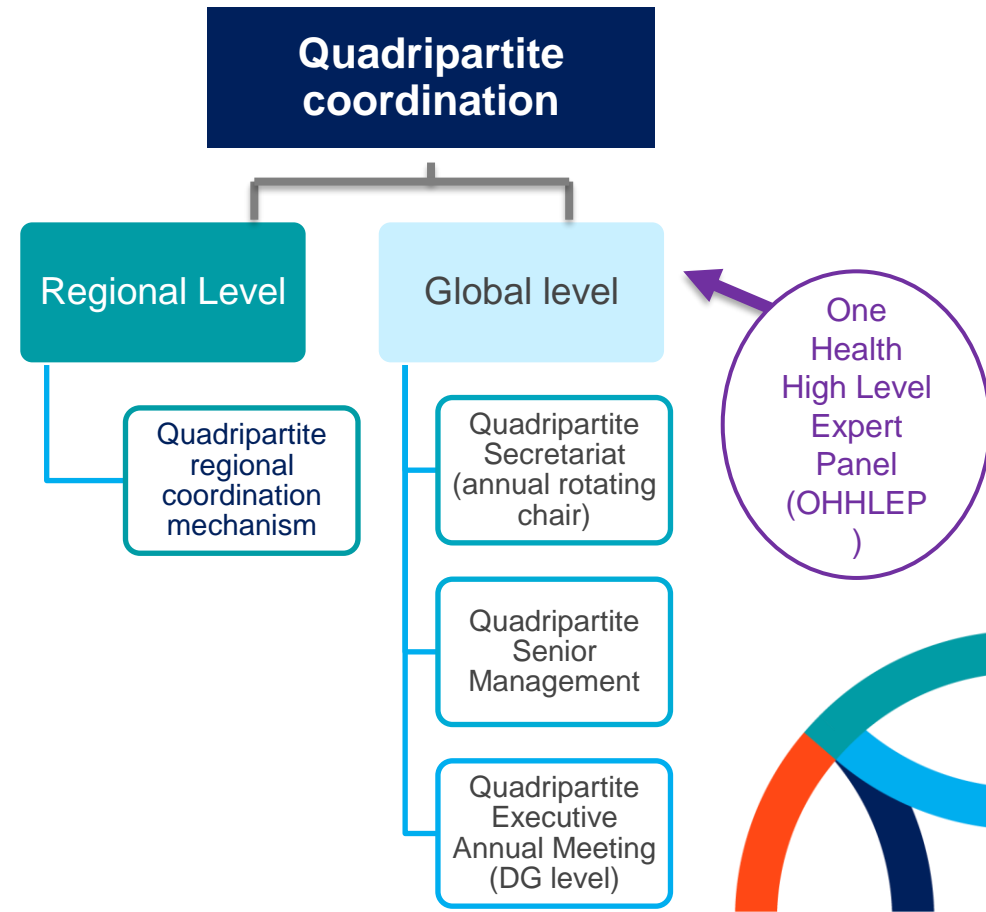 Quadripartite
coordination
Regional Level
Quadripartite
regional
coordination
mechanism
Global level
Quadripartite
Secretariat
(annual rotating
chair)
Quadripartite
Senior
Management
Quadripartite
Executive
Annual Meeting
(DG level)
One
Health
High Level
Expert
Panel
(OHHLEP
)